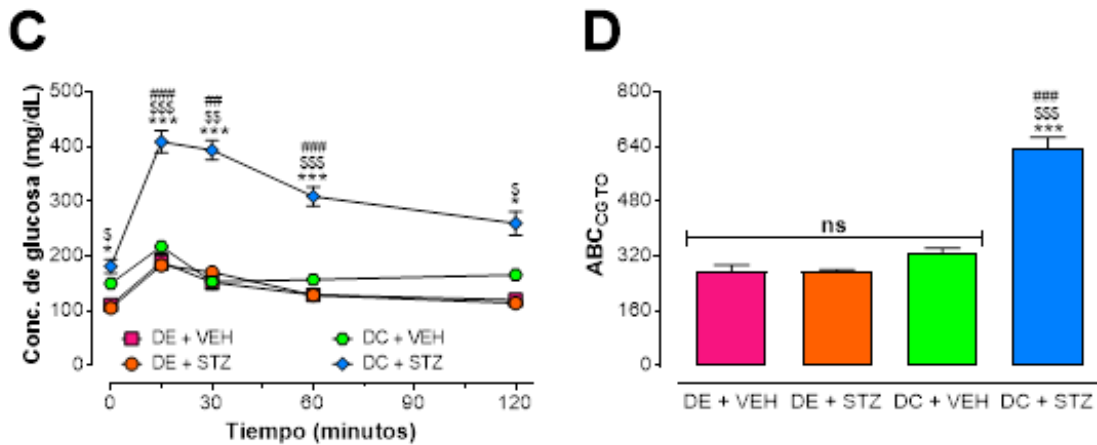 C
Conc. de glucosa (mg/dL)
500
400
300
200
100
0
$
*
####
$$$
***
##
$$
***
####
$$$
***
$
*
DE + VEH
DC + VEH
DE + STZ
DC + STZ
0
30
60
90
120
Tiempo (minutos)
D
ABC CG TO
800
640
480
320
160
0
ns
###
$$$
***
DE + VEH
DE + STZ
DC + VEH
DC + STZ